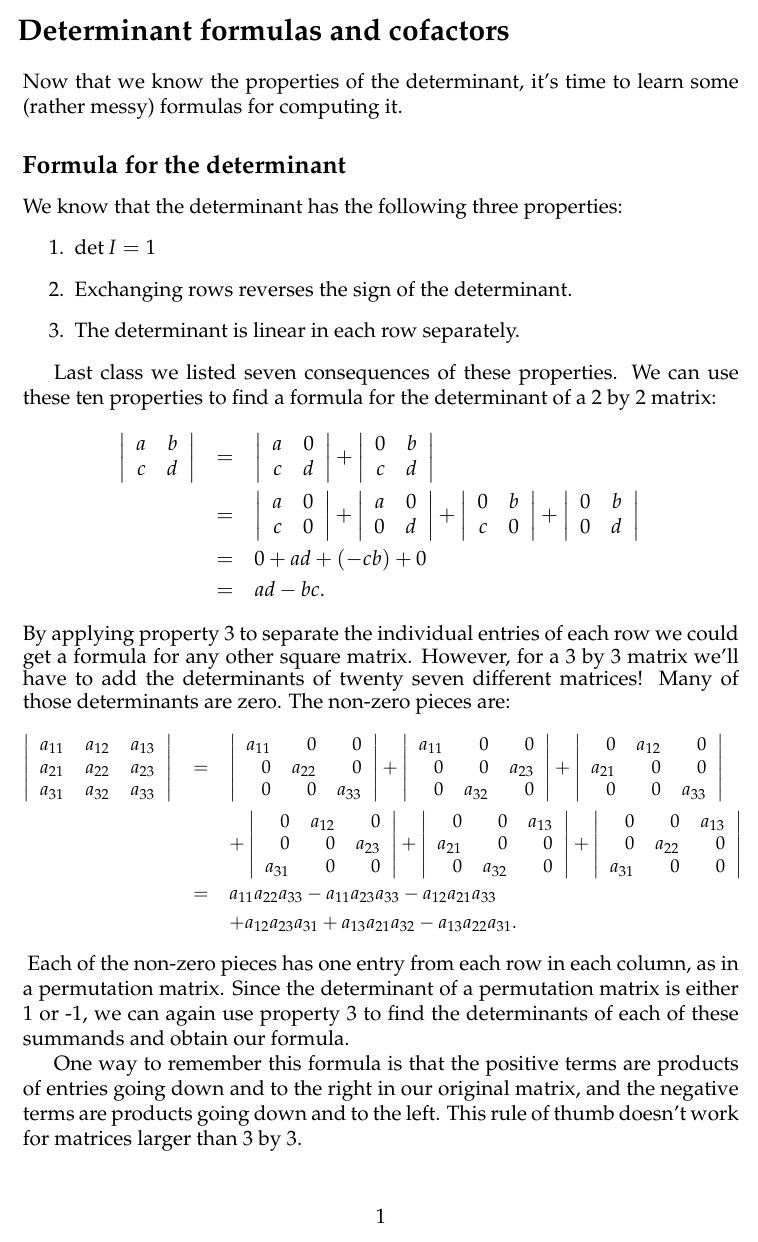 Determinant formulas and cofactors
Now that we know the properties of the determinant, it's time to learn some
(rather messy) formulas for computing it.
Formula for the determinant
We know that the determinant has the following three properties:
1. det I = 1
2. Exchanging rows reverses the sign of the determinant.
3. The determinant is linear in each row separately.
Last class we listed seven consequences of these properties. We can use
these ten properties to find a formula for the determinant of a 2 by 2 matrix:
| a b | = | a 0 | + | 0 b |
| c d |   | c d |   | c d |
= | a 0 | + | a 0 | + | 0 b | + | 0 b |
  | c 0 |   | 0 d |   | c 0 |   | 0 d |
= 0 + ad + (−cb) + 0
= ad − bc.
By applying property 3 to separate the individual entries of each row we could
get a formula for any other square matrix. However, for a 3 by 3 matrix we'll
have to add the determinants of twenty seven different matrices! Many of
those determinants are zero. The non-zero pieces are:
| a11 a12 a13 |   | a11 0 0 |   | a11 0 0 |   | 0 a12 0 |
| a21 a22 a23 | = | 0 a22 0 | + | 0 0 a23 | + | a21 0 0 |
| a31 a32 a33 |   | 0 0 a33 |   | 0 a32 0 |   | 0 0 a33 |
| 0 a12 0 |   | 0 0 a13 |   | 0 0 a13 |
+ | 0 0 a23 | + | a21 0 0 | + | 0 a22 0 |
| a31 0 0 |   | 0 a32 0 |   | a31 0 0 |
= a11a22a33 − a11a23a33 − a12a21a33
+a12a23a31 + a13a21a32 − a13a22a31.
Each of the non-zero pieces has one entry from each row in each column, as in
a permutation matrix. Since the determinant of a permutation matrix is either
1 or -1, we can again use property 3 to find the determinants of each of these
summands and obtain our formula.
One way to remember this formula is that the positive terms are products
of entries going down and to the right in our original matrix, and the negative
terms are products going down and to the left. This rule of thumb doesn't work
for matrices larger than 3 by 3.
1